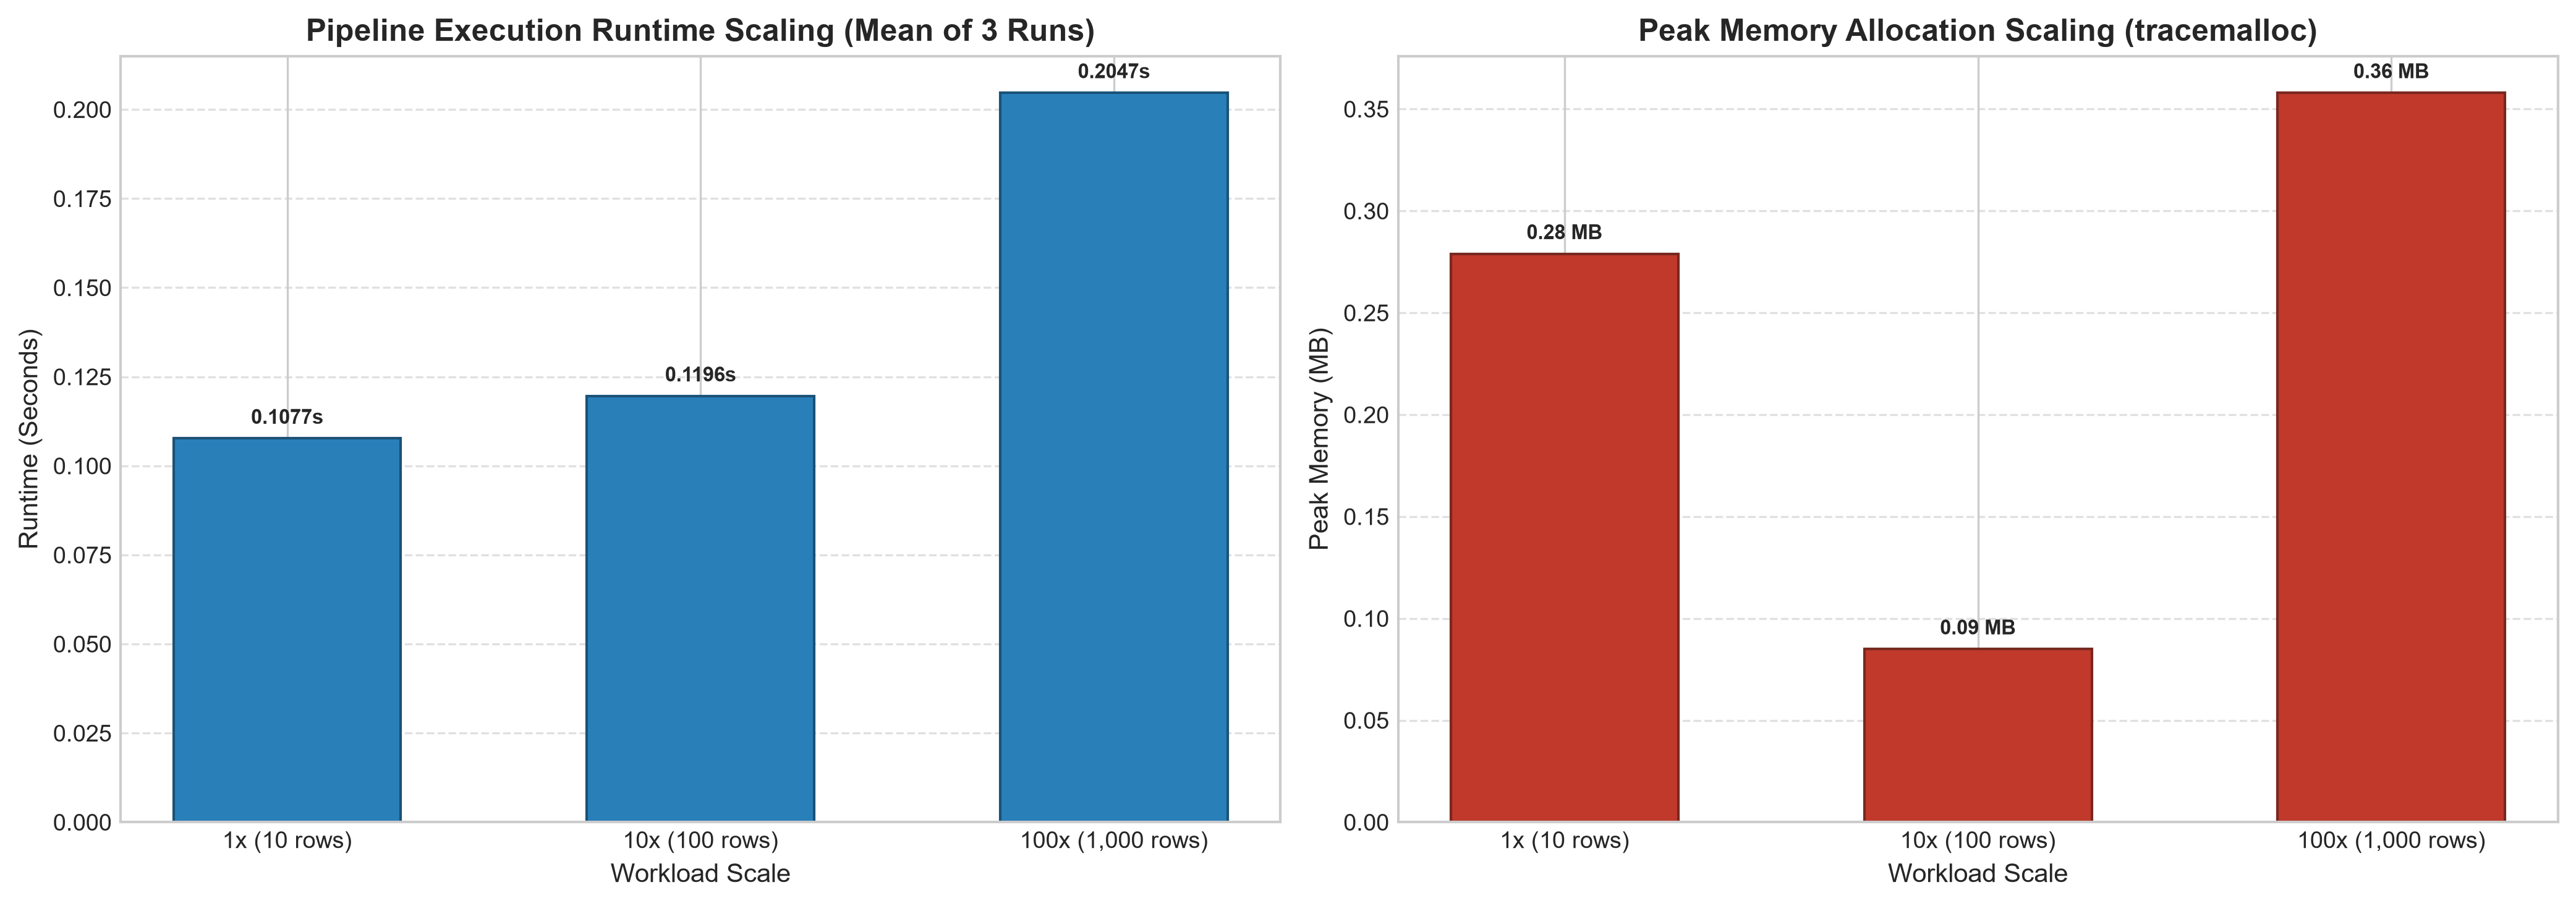 Pipeline Execution Runtime Scaling (Mean of 3 Runs)
Runtime (Seconds)
0.200
0.175
0.150
0.125
0.100
0.075
0.050
0.025
0.000
0.1077s
0.1196s
0.2047s
1x (10 rows)
10x (100 rows)
100x (1,000 rows)
Workload Scale
Peak Memory Allocation Scaling (tracemalloc)
Peak Memory (MB)
0.35
0.30
0.25
0.20
0.15
0.10
0.05
0.00
0.28 MB
0.09 MB
0.36 MB
1x (10 rows)
10x (100 rows)
100x (1,000 rows)
Workload Scale